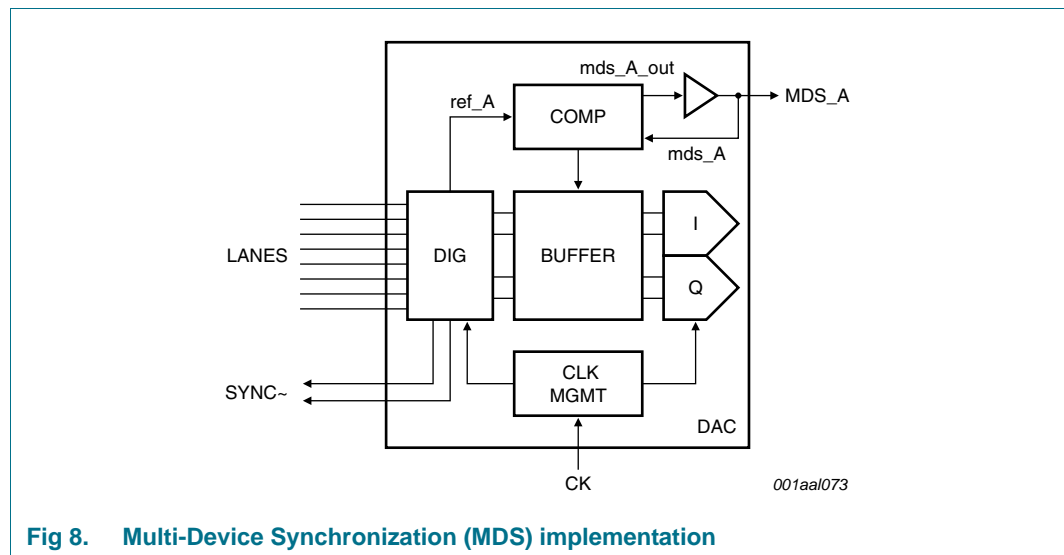 mds_A_out
MDS_A
ref_A
COMP
mds_A
LANES
DIG
BUFFER
I
Q
SYNC~
CLK
MGMT
DAC
CK
001aal073
Fig 8. Multi-Device Synchronization (MDS) implementation